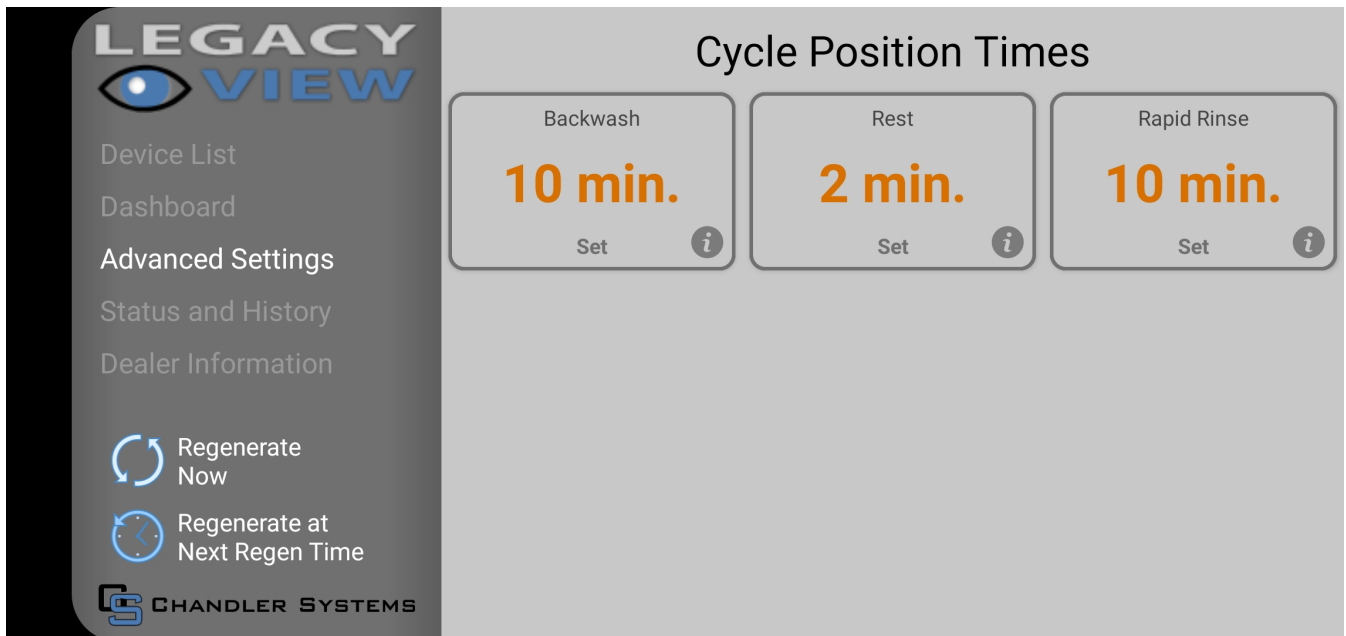 LEGACY
VIEW
Device List
Dashboard
Advanced Settings
Status and History
Dealer Information
Regenerate
Now
Regenerate at
Next Regen Time
CS CHANDLER SYSTEMS
Cycle Position Times
Backwash
10 min.
Set
i
Rest
2 min.
Set
i
Rapid Rinse
10 min.
Set
i